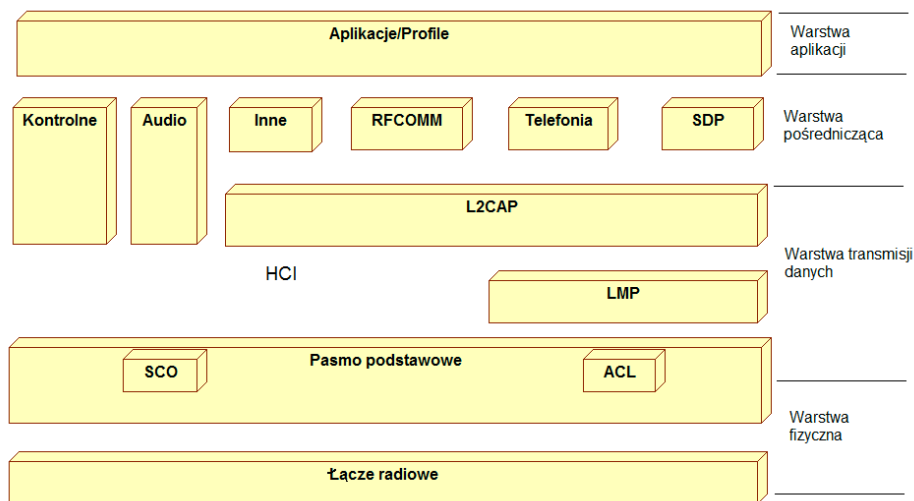 Aplikacje/Profile
Warstwa
aplikacji
Kontrolne
Audio
Inne
RFCOMM
Telefonia
SDP
Warstwa
pośrednicząca
L2CAP
Warstwa transmisji
danych
HCI
LMP
Pasmo podstawowe
SCO
ACL
Warstwa
fizyczna
Łącze radiowe